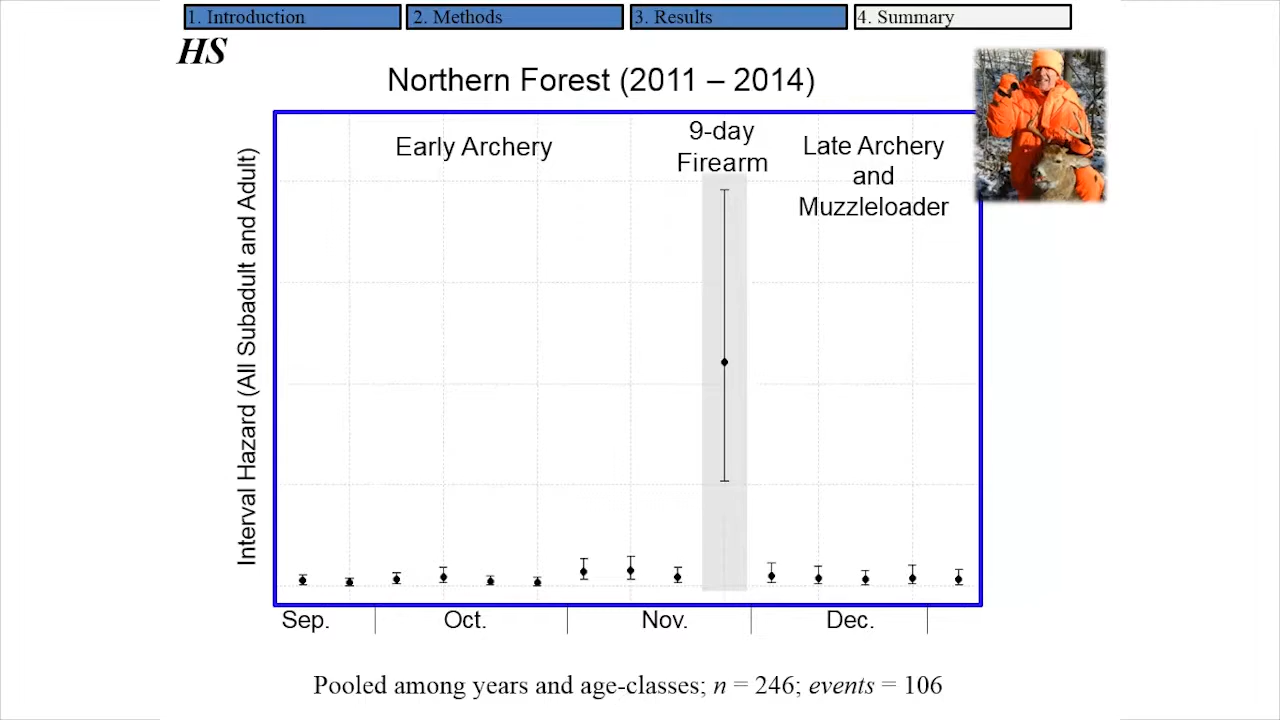 1. Introduction
2. Methods
3. Results
4. Summary
HS
Northern Forest (2011 – 2014)
Early Archery
9-day
Firearm
Late Archery
and
Muzzleloader
Interval Hazard (All Subadult and Adult)
Sep.
Oct.
Nov.
Dec.
Pooled among years and age-classes; n = 246; events = 106